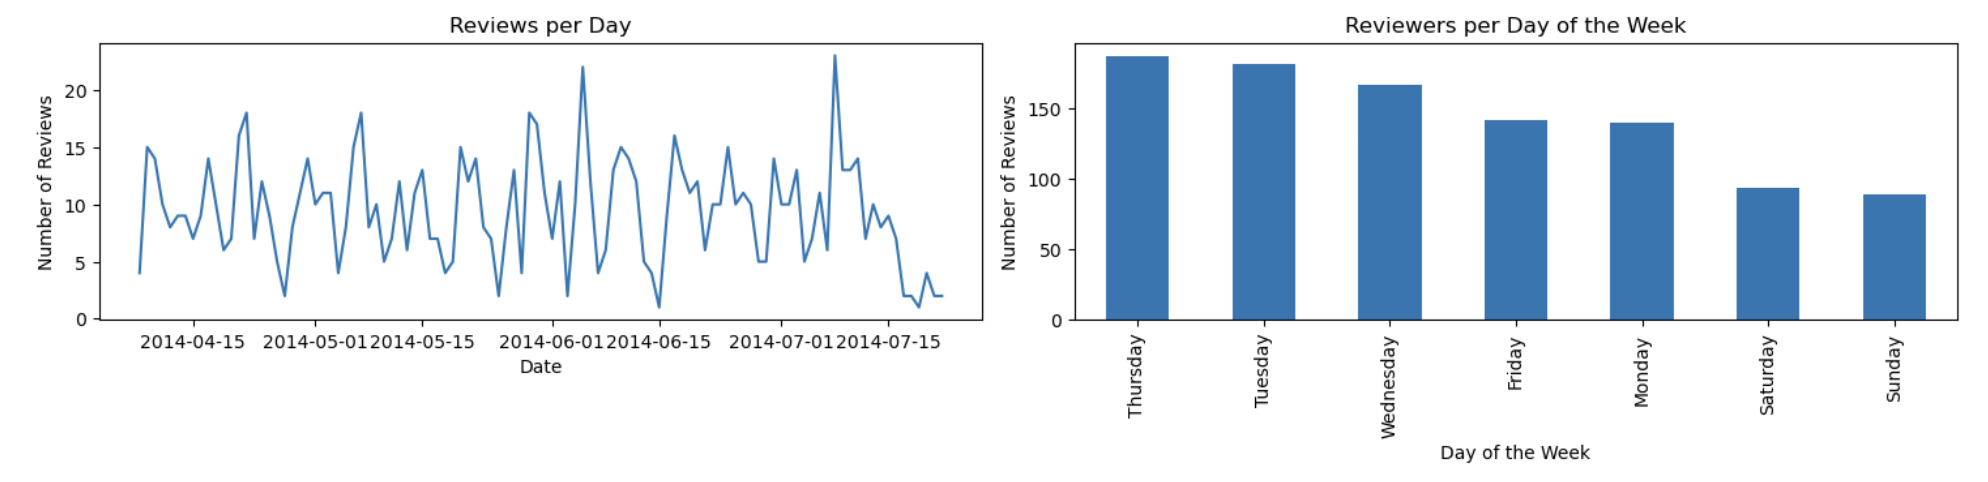 Reviews per Day
Number of Reviews
20
15
10
5
0
2014-04-15 2014-05-01 2014-05-15 2014-06-01 2014-06-15 2014-07-01 2014-07-15
Date
Reviewers per Day of the Week
Number of Reviews
150
100
50
0
Thursday
Tuesday
Wednesday
Friday
Monday
Saturday
Sunday
Day of the Week